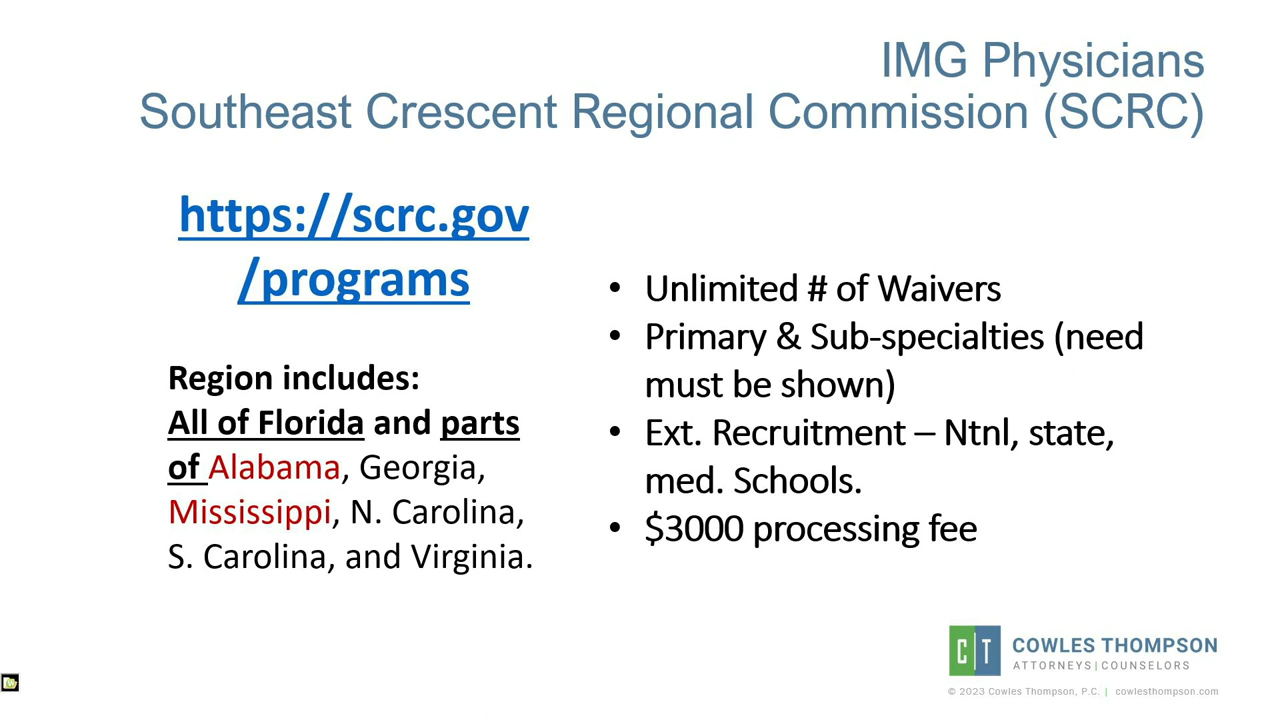 IMG Physicians
Southeast Crescent Regional Commission (SCRC)
https://scrc.gov
/programs
Region includes:
All of Florida and parts
of Alabama, Georgia,
Mississippi, N. Carolina,
S. Carolina, and Virginia.
• Unlimited # of Waivers
• Primary & Sub-specialties (need
must be shown)
• Ext. Recruitment – Ntnl, state,
med. Schools.
• $3000 processing fee
CT
COWLES THOMPSON
ATTORNEYS | COUNSELORS
© 2023 Cowles Thompson, P.C. | cowlesthompson.com